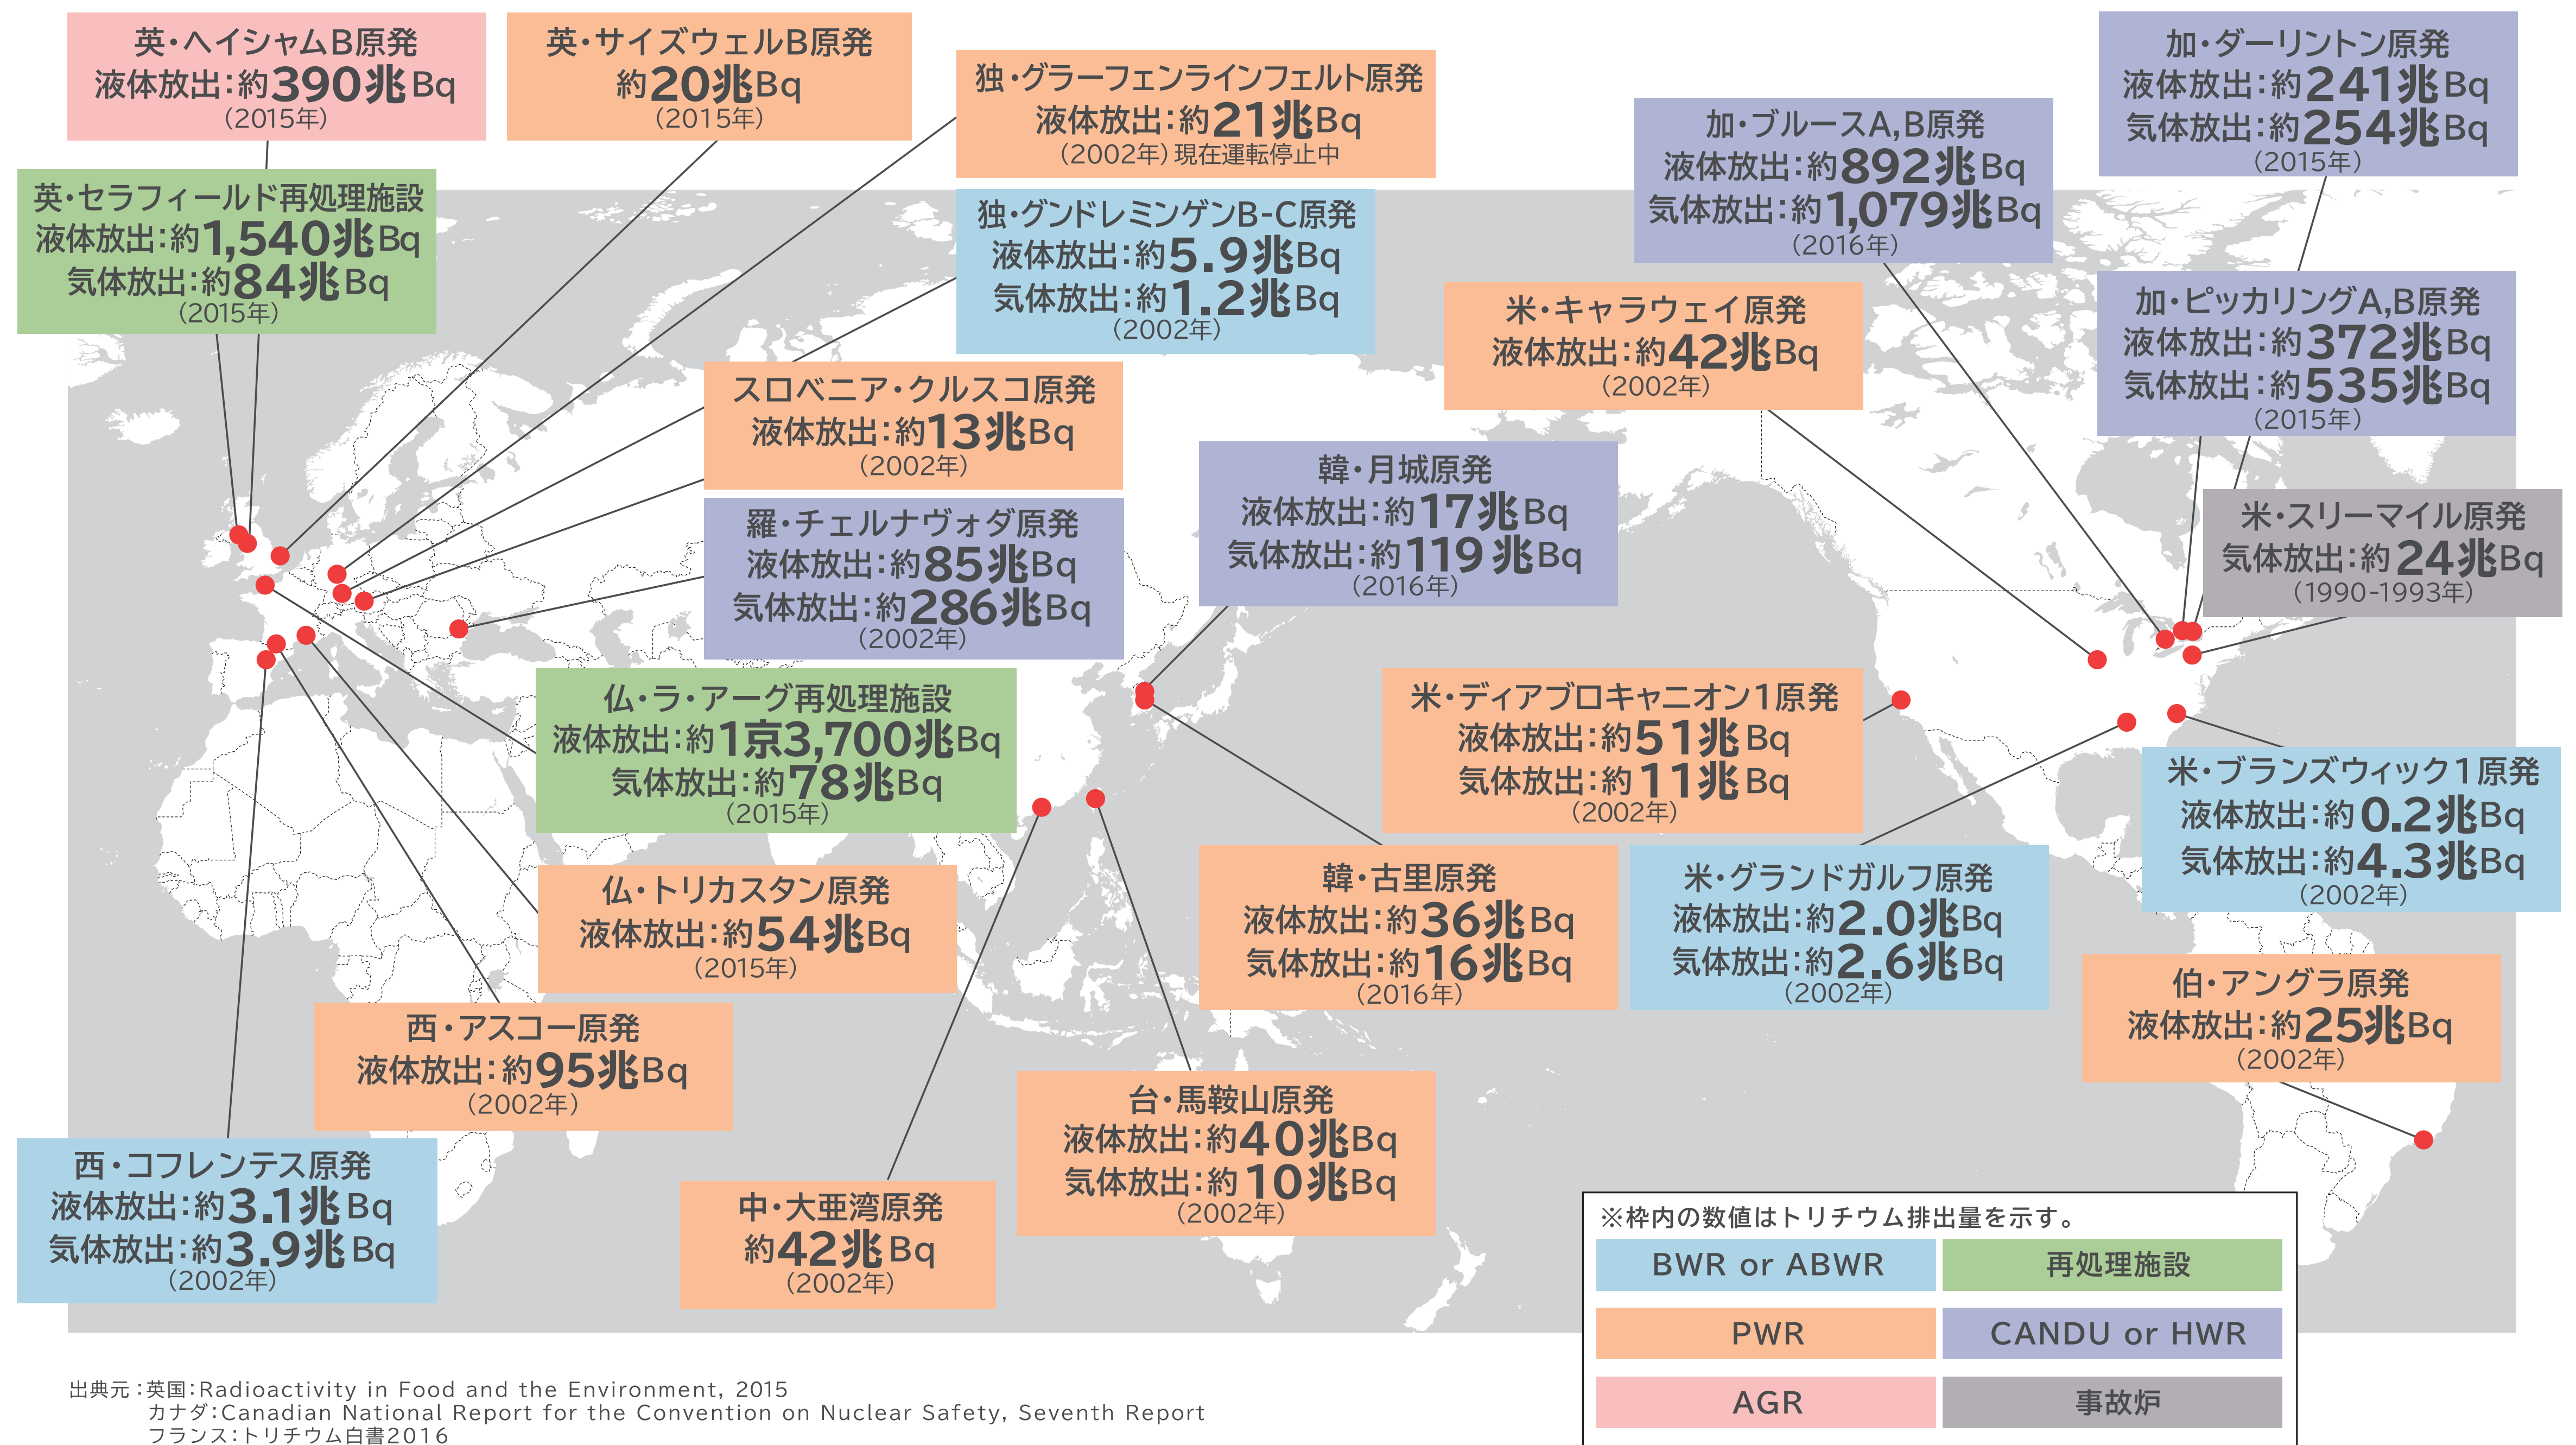 英・ヘイシャムB原発
液体放出：約390兆Bq
（2015年）
英・サイズウェルB原発
約20兆Bq
（2015年）
独・グラーフェンラインフェルト原発
液体放出：約21兆Bq
（2002年）現在運転停止中
加・ダーリントン原発
液体放出：約241兆Bq
気体放出：約254兆Bq
（2015年）
加・ブルースA,B原発
液体放出：約892兆Bq
気体放出：約1,079兆Bq
（2016年）
英・セラフィールド再処理施設
液体放出：約1,540兆Bq
気体放出：約84兆Bq
（2015年）
独・グンドレミンゲンB-C原発
液体放出：約5.9兆Bq
気体放出：約1.2兆Bq
（2002年）
米・キャラウェイ原発
液体放出：約42兆Bq
（2002年）
加・ピッカリングA,B原発
液体放出：約372兆Bq
気体放出：約535兆Bq
（2015年）
スロベニア・クルスコ原発
液体放出：約13兆Bq
（2002年）
韓・月城原発
液体放出：約17兆Bq
気体放出：約119兆Bq
（2016年）
米・スリーマイル原発
気体放出：約24兆Bq
（1990-1993年）
羅・チェルナヴォダ原発
液体放出：約85兆Bq
気体放出：約286兆Bq
（2002年）
仏・ラ・アーグ再処理施設
液体放出：約1京3,700兆Bq
気体放出：約78兆Bq
（2015年）
米・ディアブロキャニオン1原発
液体放出：約51兆Bq
気体放出：約11兆Bq
（2002年）
米・ブランズウィック1原発
液体放出：約0.2兆Bq
気体放出：約4.3兆Bq
（2002年）
仏・トリカスタン原発
液体放出：約54兆Bq
（2015年）
韓・古里原発
液体放出：約36兆Bq
気体放出：約16兆Bq
（2016年）
米・グランドガルフ原発
液体放出：約2.0兆Bq
気体放出：約2.6兆Bq
（2002年）
伯・アングラ原発
液体放出：約25兆Bq
（2002年）
西・アスコー原発
液体放出：約95兆Bq
（2002年）
台・馬鞍山原発
液体放出：約40兆Bq
気体放出：約10兆Bq
（2002年）
西・コフレンテス原発
液体放出：約3.1兆Bq
気体放出：約3.9兆Bq
（2002年）
中・大亜湾原発
約42兆Bq
（2002年）
※枠内の数値はトリチウム排出量を示す。
BWR or ABWR
再処理施設
PWR
CANDU or HWR
AGR
事故炉
出典元：英国：Radioactivity in Food and the Environment, 2015
カナダ：Canadian National Report for the Convention on Nuclear Safety, Seventh Report
フランス：トリチウム白書2016